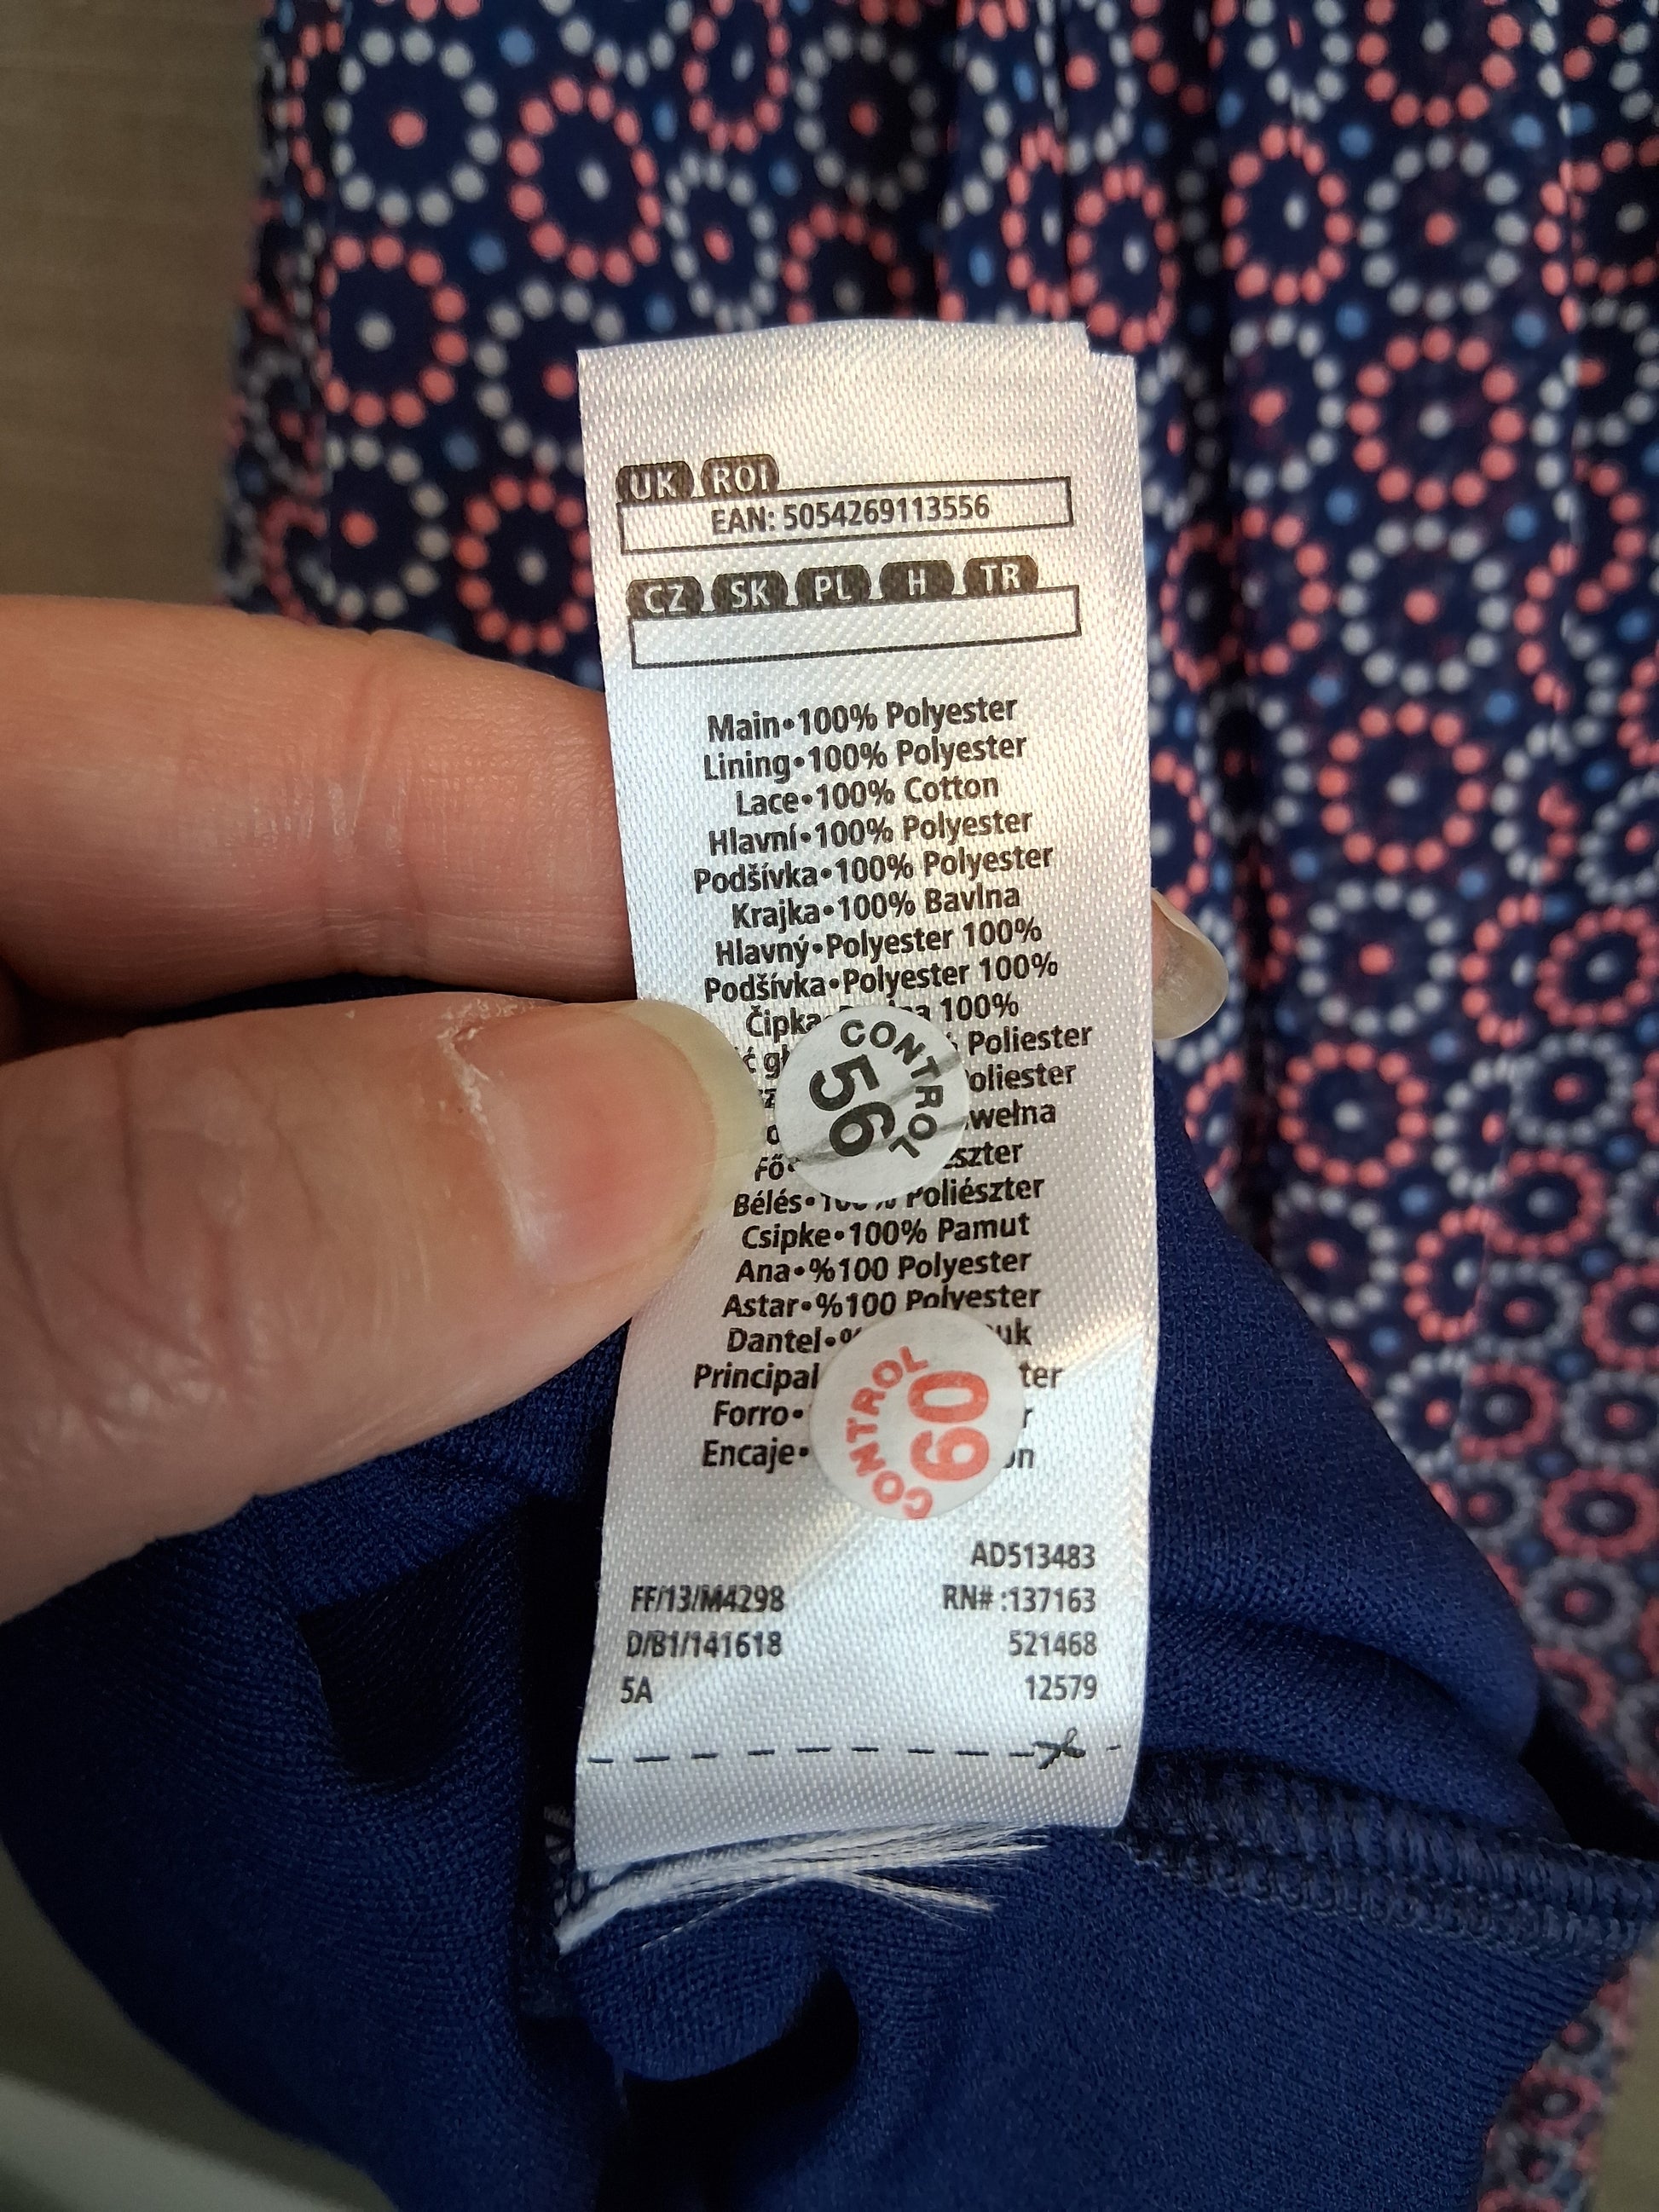 UK ROI
EAN: 5054269113556
CZ SK PL H TR
Main•100% Polyester
Lining•100% Polyester
Lace•100% Cotton
Hlavní•100% Polyester
Podšívka•100% Polyester
Krajka•100% Bavlna
Hlavný•Polyester 100%
Podšívka•Polyester 100%
Čipka 100%
Poliester
CONTROL
56
Fő•
Bélés•100% Poliészter
Csipke•100% Pamut
Ana•%100 Polyester
Astar•%100 Polyester
Dantel•%
Principal
Forro•
Encaje•
CONTROL
09
AD513483
FF/13/M4298 RN# :137163
D/B1/141618 521468
5A 12579